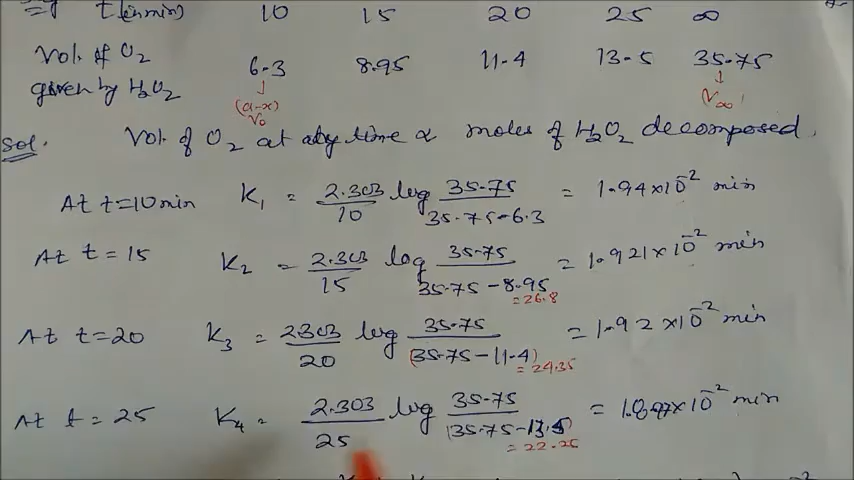 t(in min) 10 15 20 25 ∞
Vol. of O₂ 6.3 8.95 11.4 13.5 35.75
given by H₂O₂ ↓ (a-x) V₀ ↓ V∞
Sol. Vol. of O₂ at any time ∝ moles of H₂O₂ decomposed.
At t=10min K₁ = 2.303/10 log 35.75/35.75-6.3 = 1.94×10⁻² min
At t=15 K₂ = 2.303/15 log 35.75/35.75-8.95 =26.8 = 1.921×10⁻² min
At t=20 K₃ = 2.303/20 log 35.75/(35.75-11.4) =24.35 = 1.92×10⁻² min
At t=25 K₄ = 2.303/25 log 35.75/(35.75-13.5) =22.25 = ×10⁻² min